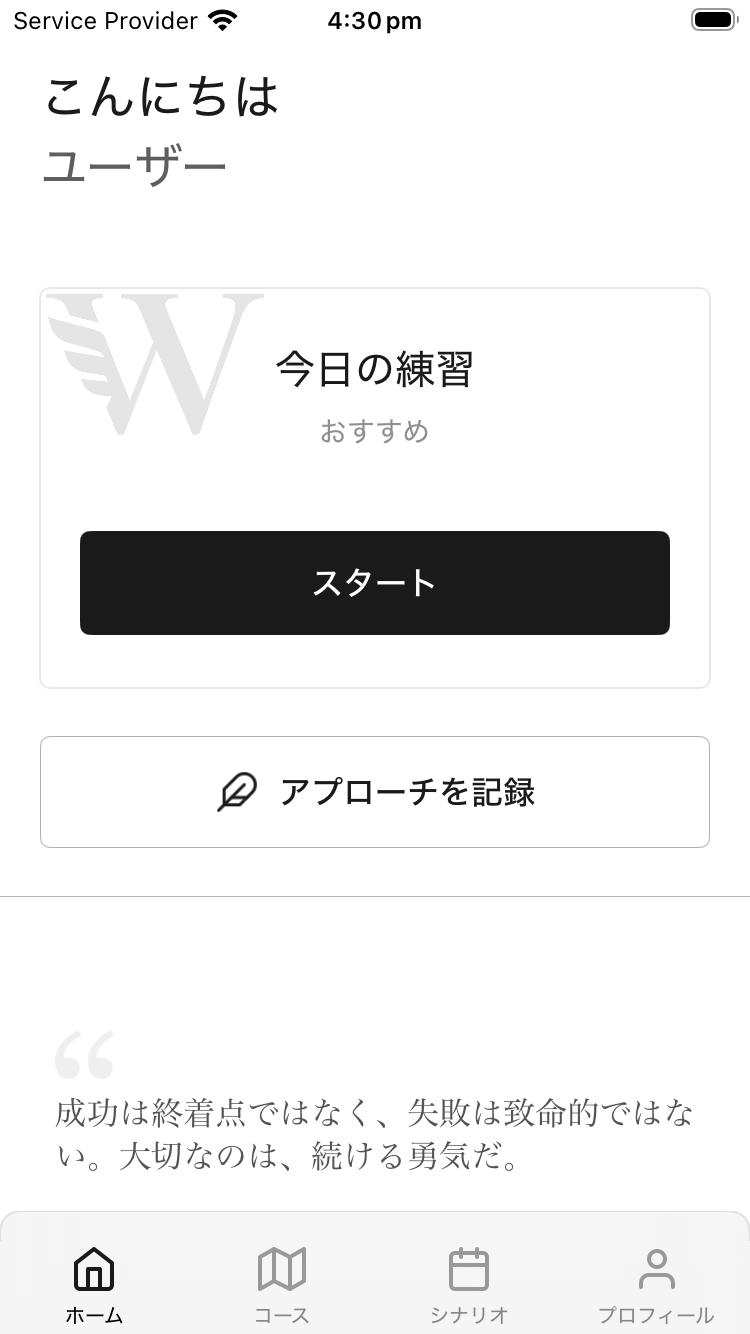 Service Provider 4:30 pm
こんにちは
ユーザー
W
今日の練習
おすすめ
スタート
アプローチを記録
“
成功は終着点ではなく、失敗は致命的ではな
い。大切なのは、続ける勇気だ。
ホーム コース シナリオ プロフィール